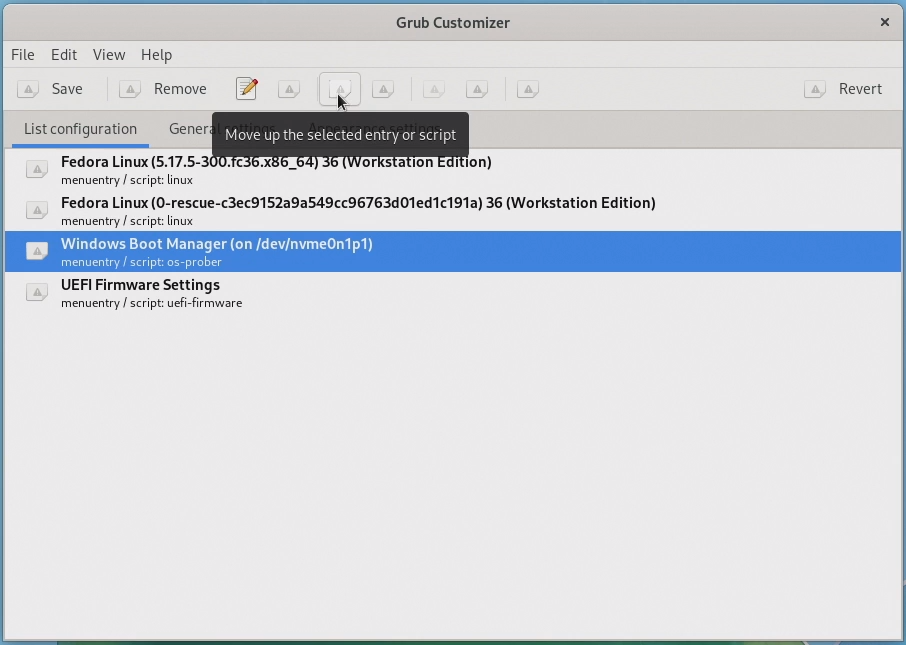 Grub Customizer
File Edit View Help
Save Remove Revert
List configuration General settings Appearance settings
Move up the selected entry or script
Fedora Linux (5.17.5-300.fc36.x86_64) 36 (Workstation Edition)
menuentry / script: linux
Fedora Linux (0-rescue-c3ec9152a9a549cc96763d01ed1c191a) 36 (Workstation Edition)
menuentry / script: linux
Windows Boot Manager (on /dev/nvme0n1p1)
menuentry / script: os-prober
UEFI Firmware Settings
menuentry / script: uefi-firmware